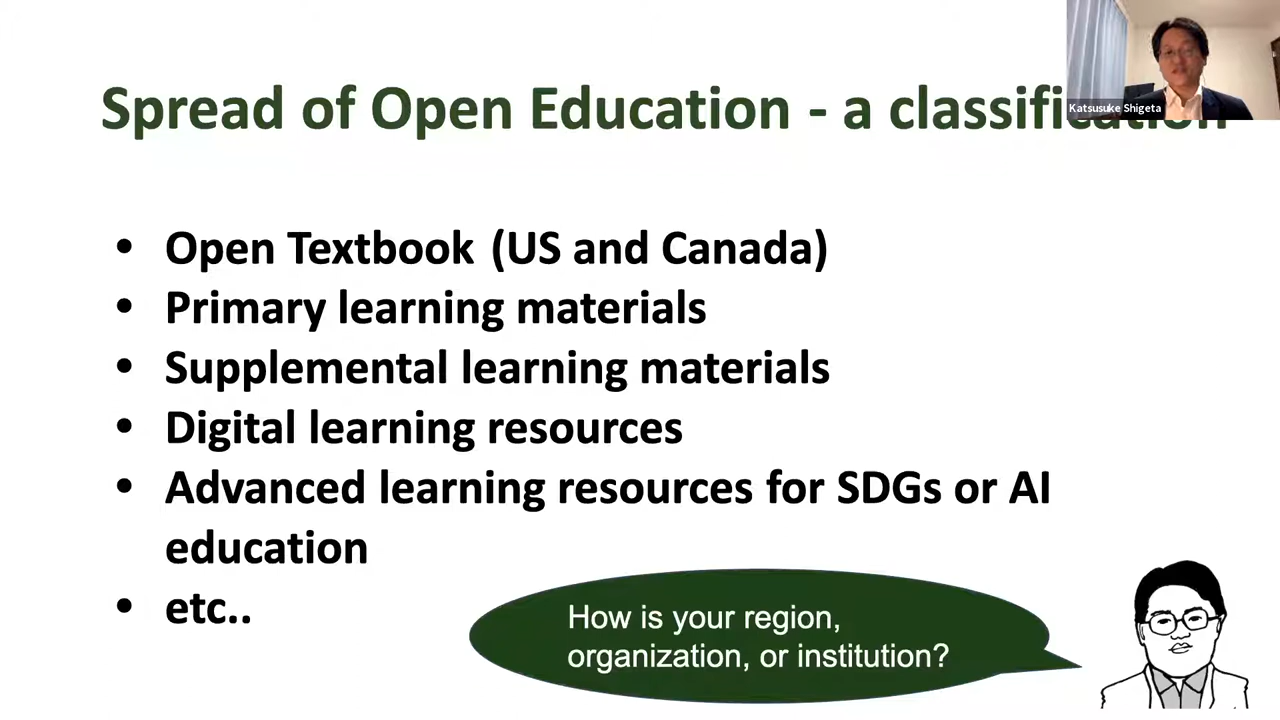 Spread of Open Education - a classification
Katsusuke Shigeta
• Open Textbook (US and Canada)
• Primary learning materials
• Supplemental learning materials
• Digital learning resources
• Advanced learning resources for SDGs or AI
education
• etc..
How is your region,
organization, or institution?